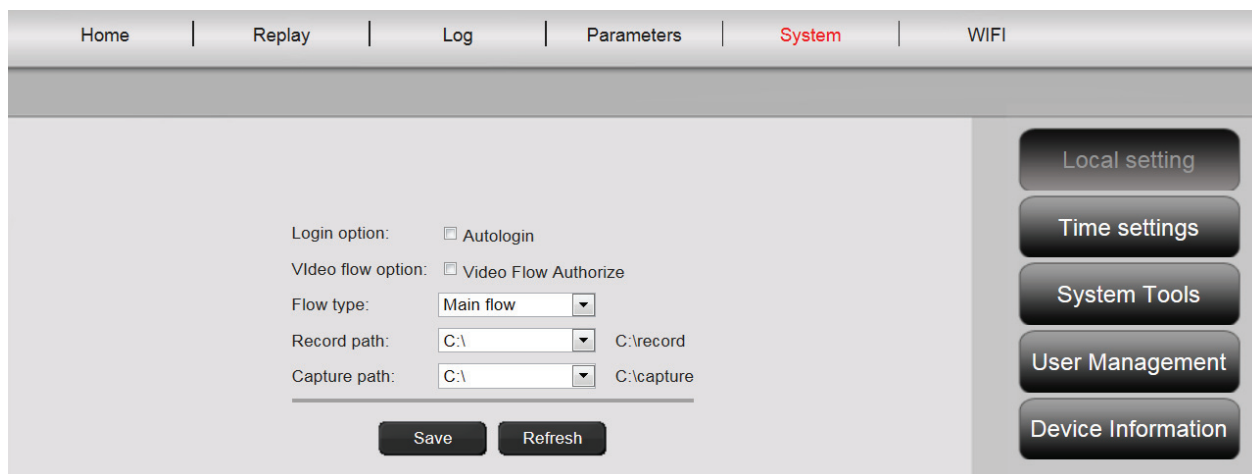 Home | Replay | Log | Parameters | System | WIFI
Local setting
Time settings
System Tools
User Management
Device Information
Login option: Autologin
VIdeo flow option: Video Flow Authorize
Flow type: Main flow
Record path: C:\ C:\record
Capture path: C:\ C:\capture
Save Refresh